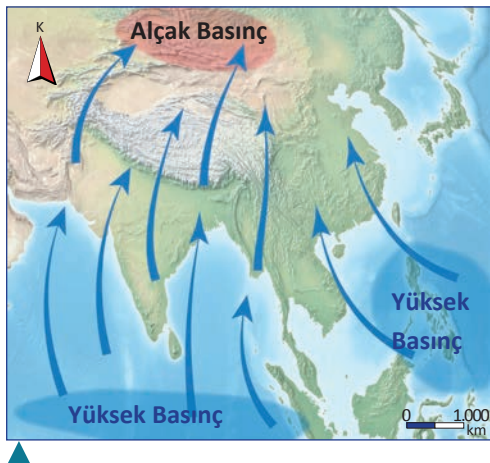 K
Alçak Basınç
Yüksek
Basınç
Yüksek Basınç
0 1.000
km